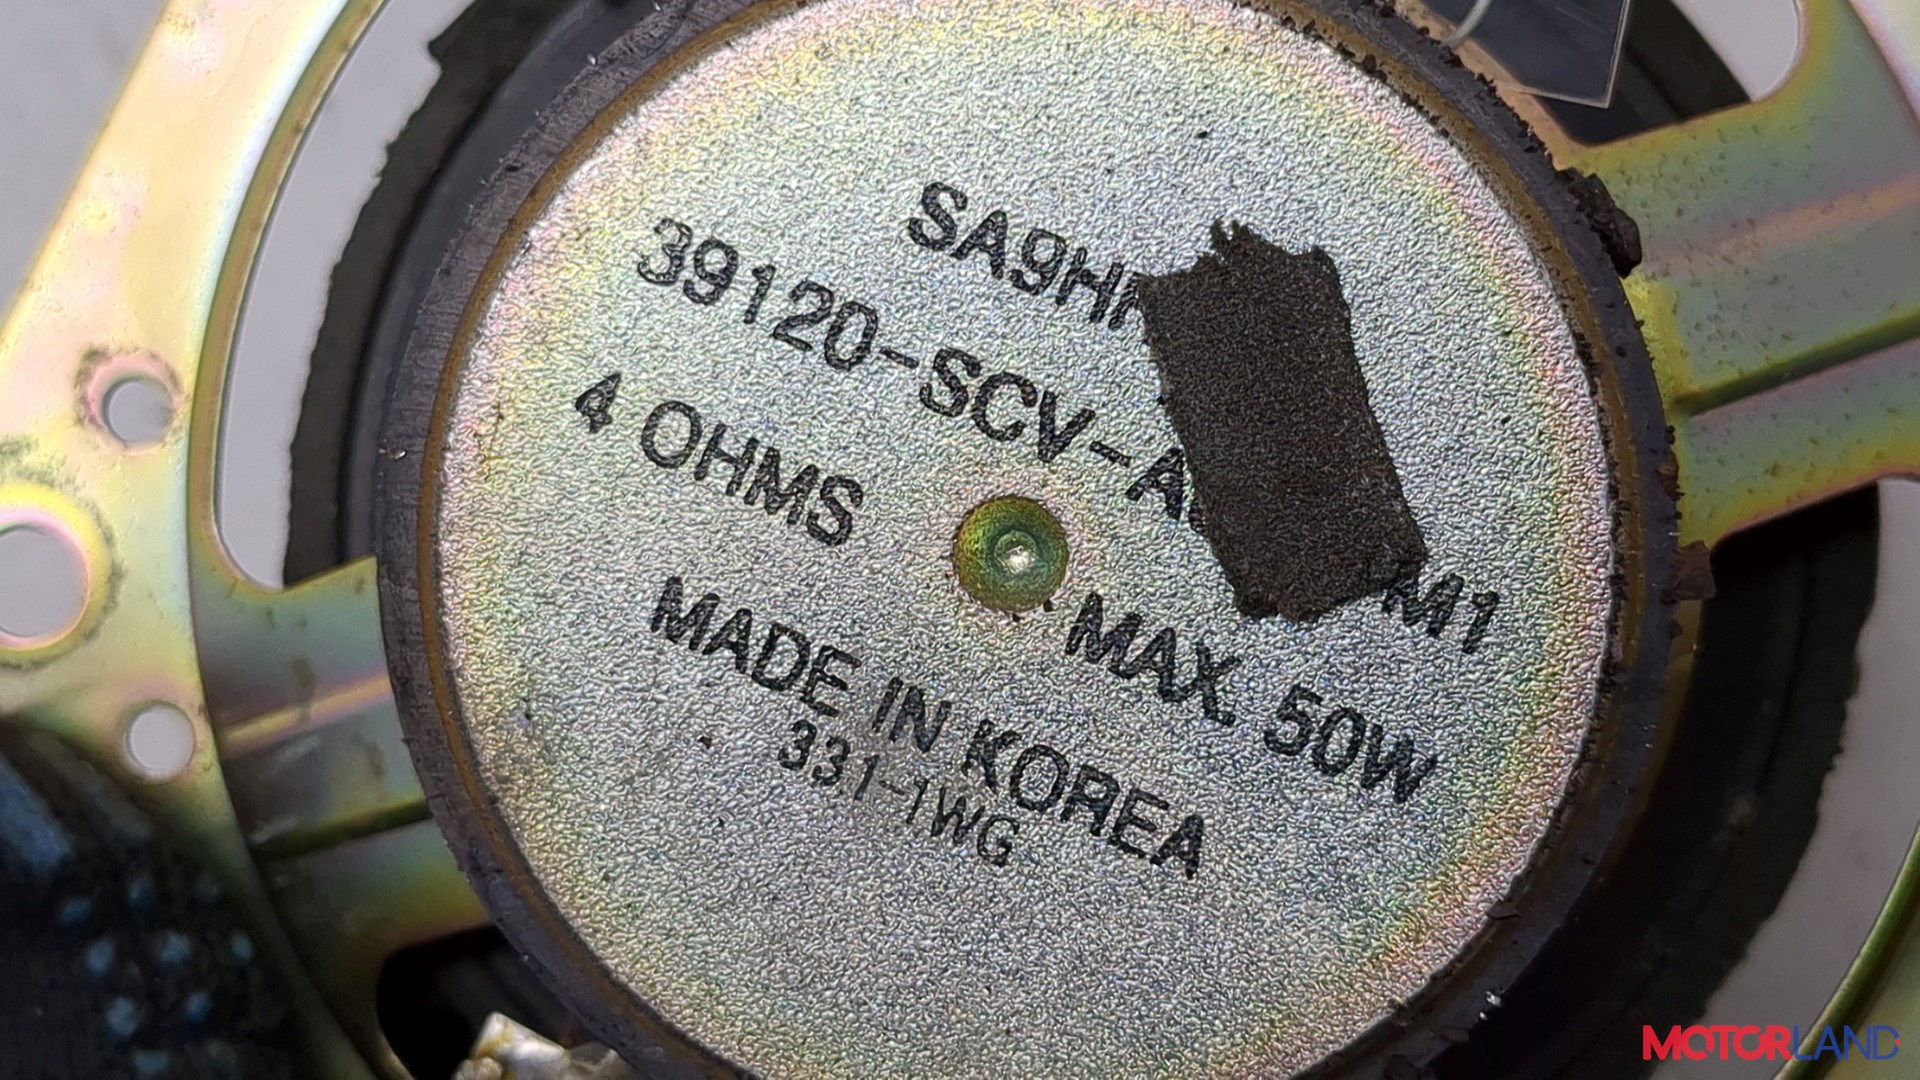 SA9H
39120-SCV-A M1
4 OHMS MAX. 50W
MADE IN KOREA
331-1WG
MOTORLAND